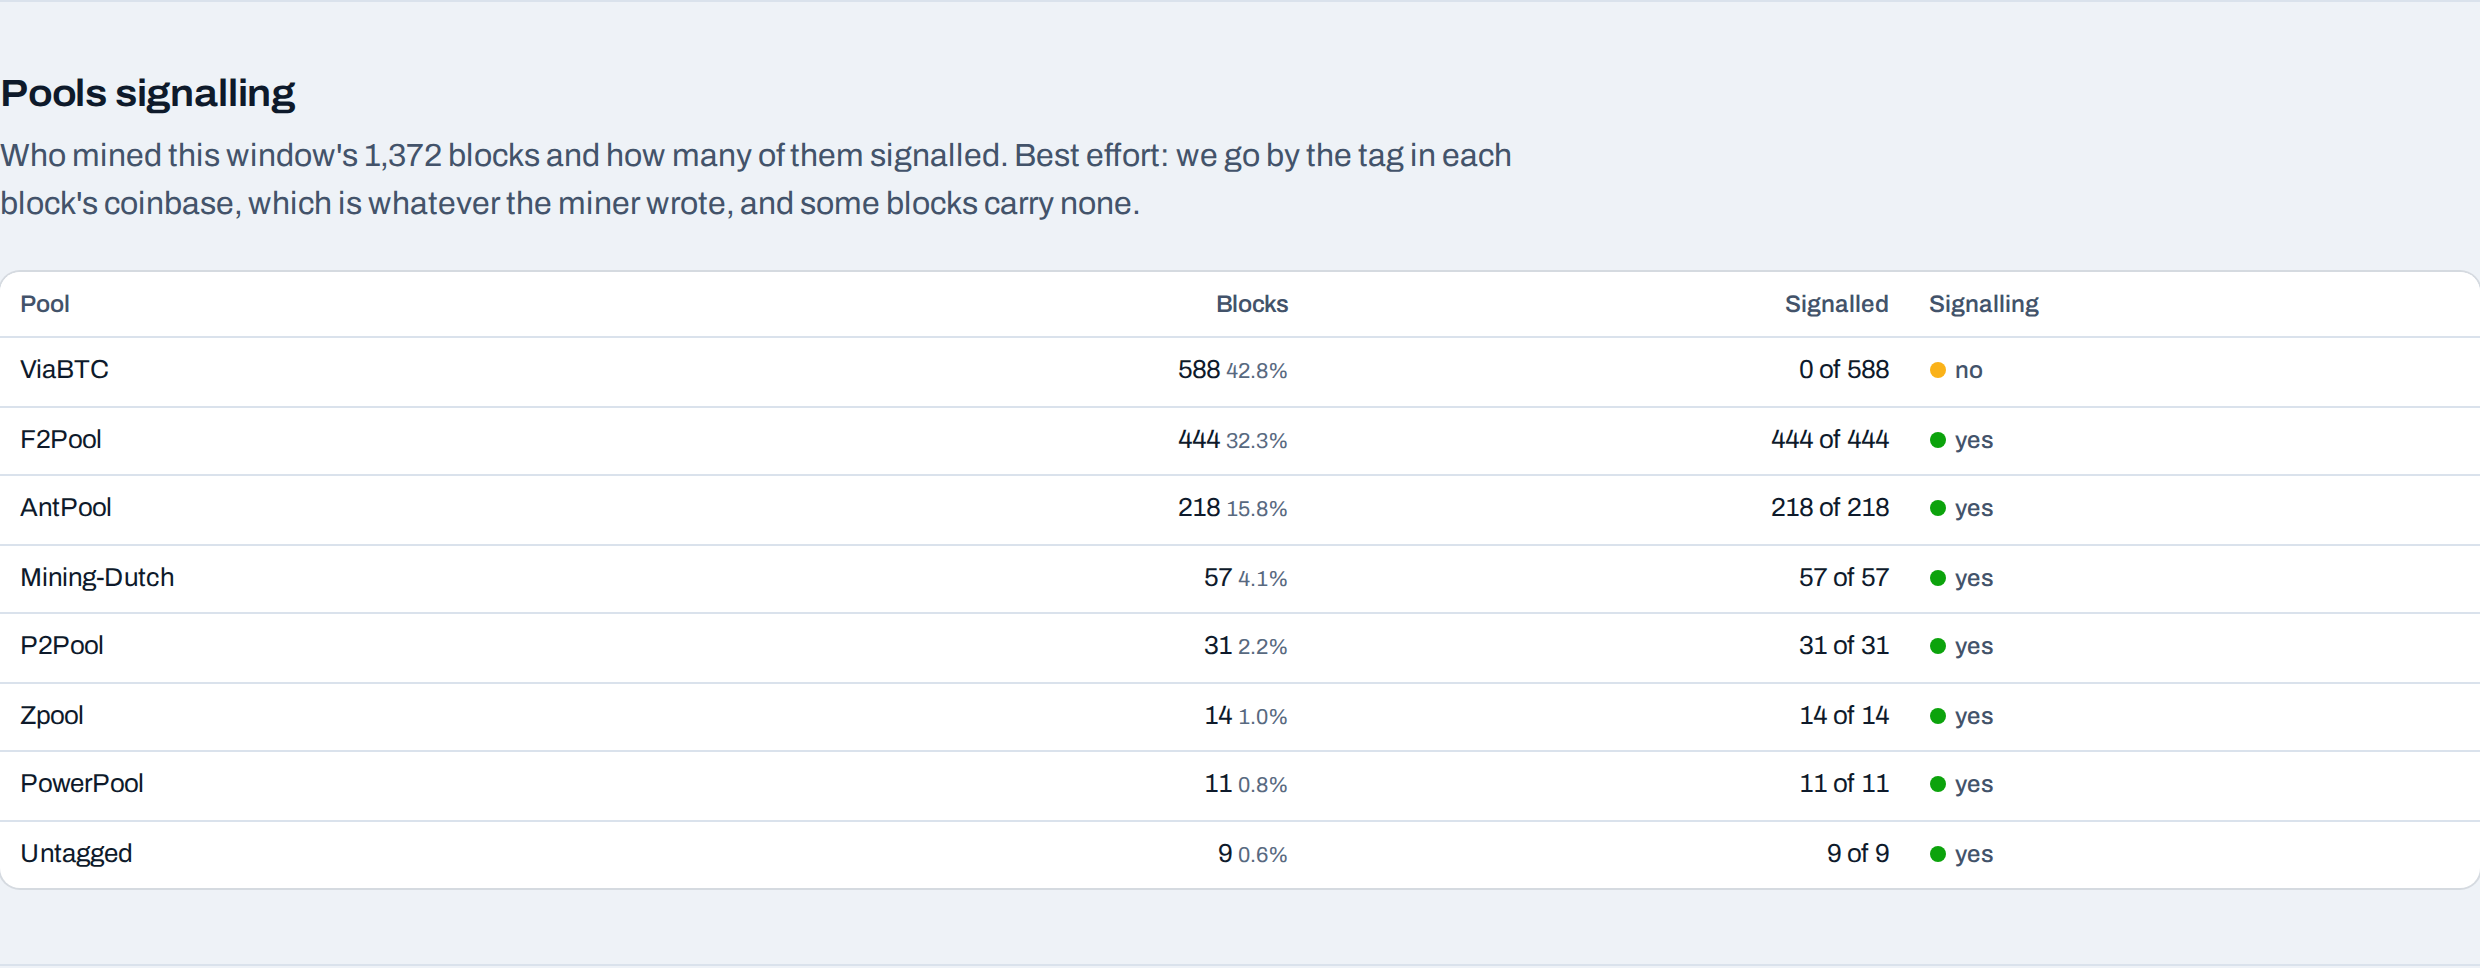 Pools signalling
Who mined this window's 1,372 blocks and how many of them signalled. Best effort: we go by the tag in each
block's coinbase, which is whatever the miner wrote, and some blocks carry none.
Pool Blocks Signalled Signalling
ViaBTC 588 42.8% 0 of 588 no
F2Pool 444 32.3% 444 of 444 yes
AntPool 218 15.8% 218 of 218 yes
Mining-Dutch 57 4.1% 57 of 57 yes
P2Pool 31 2.2% 31 of 31 yes
Zpool 14 1.0% 14 of 14 yes
PowerPool 11 0.8% 11 of 11 yes
Untagged 9 0.6% 9 of 9 yes